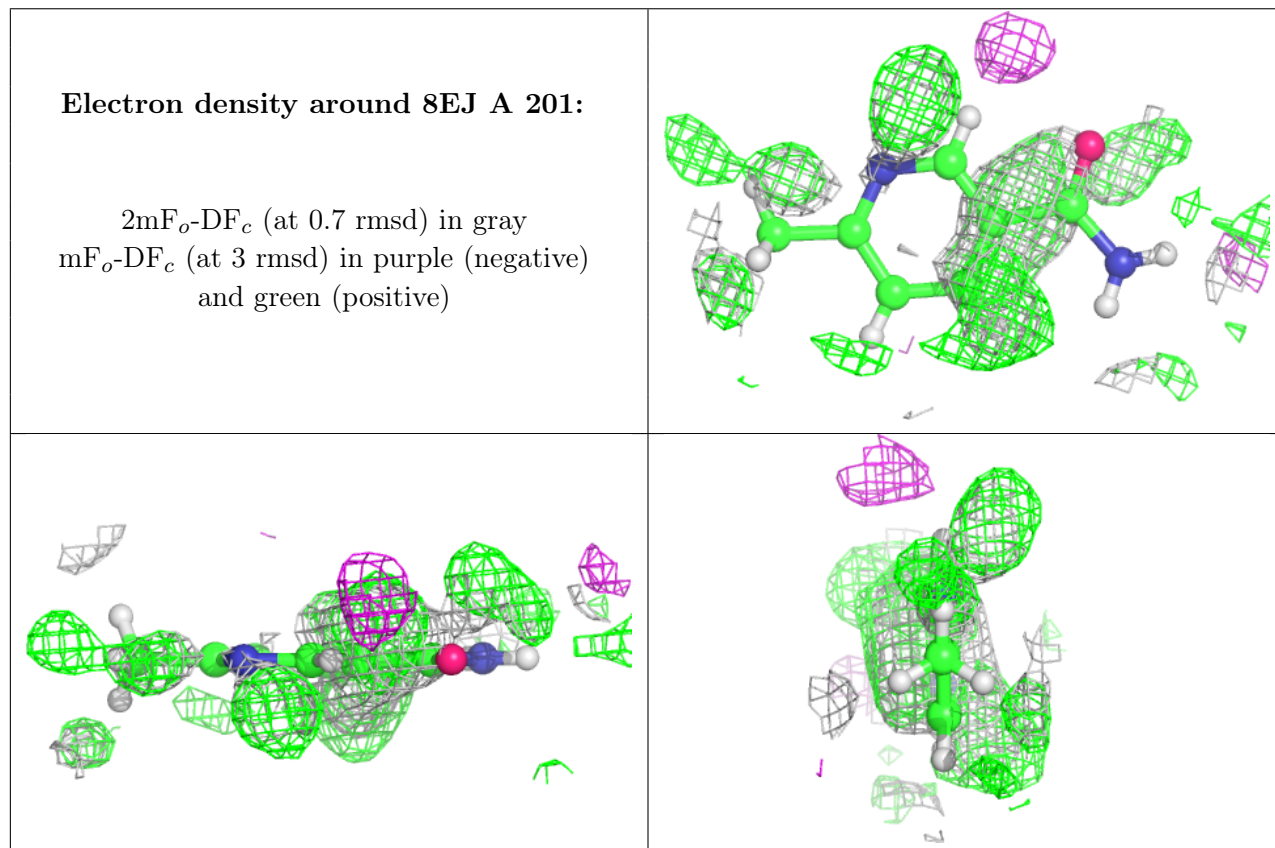 Electron density around 8EJ A 201:
2mFₒ-DF𝒸 (at 0.7 rmsd) in gray
mFₒ-DF𝒸 (at 3 rmsd) in purple (negative)
and green (positive)